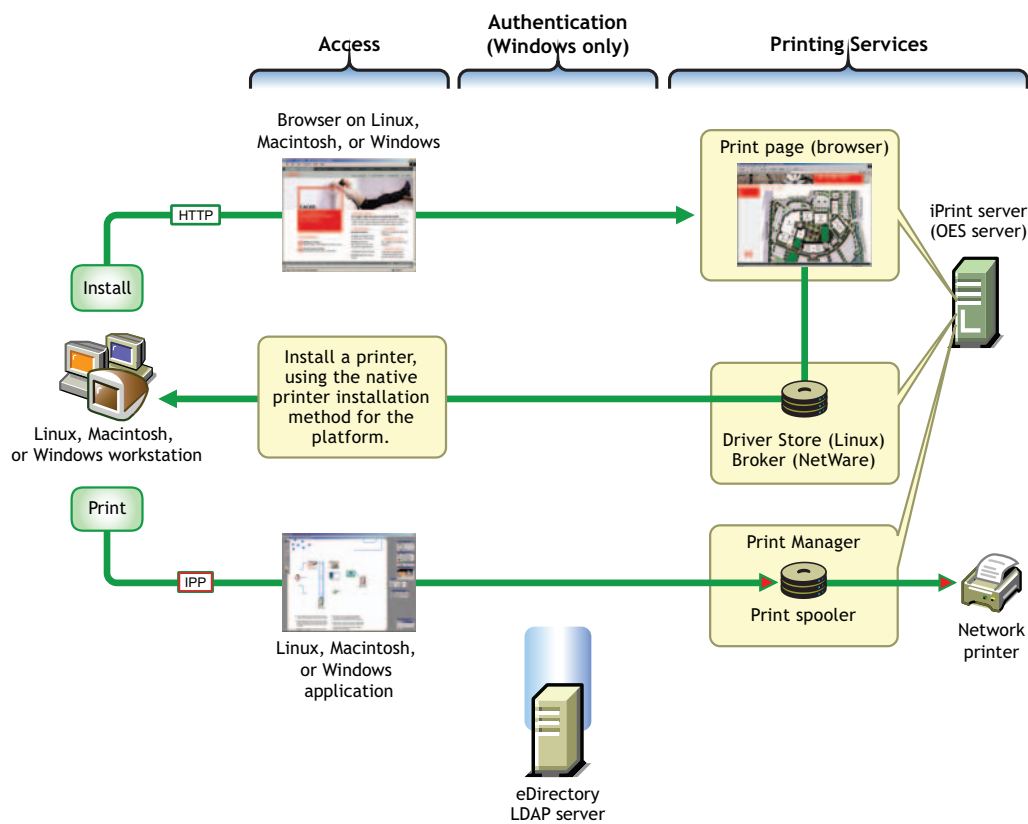 Access
Authentication
(Windows only)
Printing Services
Browser on Linux,
Macintosh, or Windows
Print page (browser)
HTTP
iPrint server
(OES server)
Install
Install a printer,
using the native
printer installation
method for the
platform.
Linux, Macintosh,
or Windows workstation
Driver Store (Linux)
Broker (NetWare)
Print
Print Manager
IPP
Print spooler
Linux, Macintosh,
or Windows
application
Network
printer
eDirectory
LDAP server